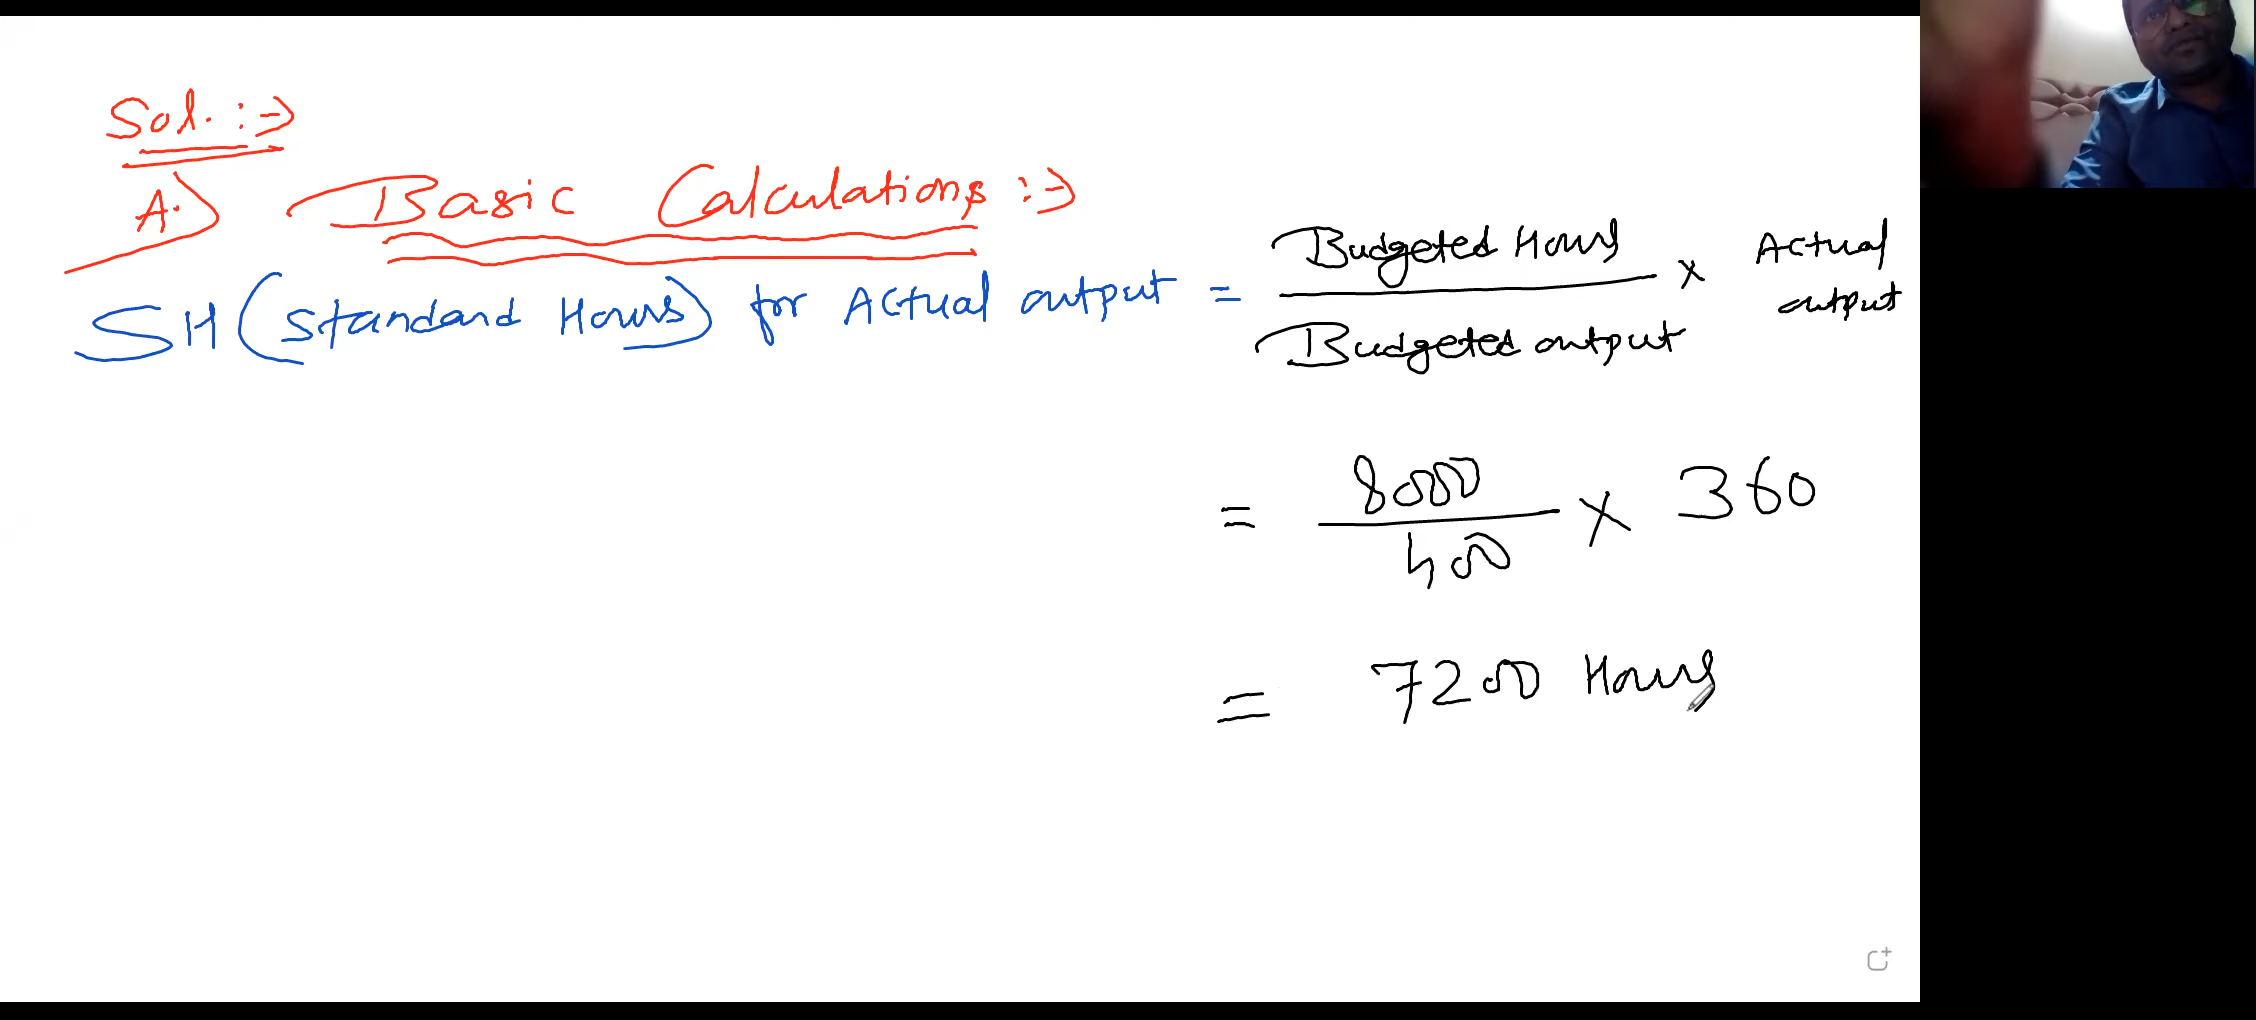 Sol. :->
A.) Basic Calculations :->
SH (Standard Hours) for Actual output = Budgeted Hours / Budgeted output × Actual output
= 8000 / 400 × 360
= 7200 Hours